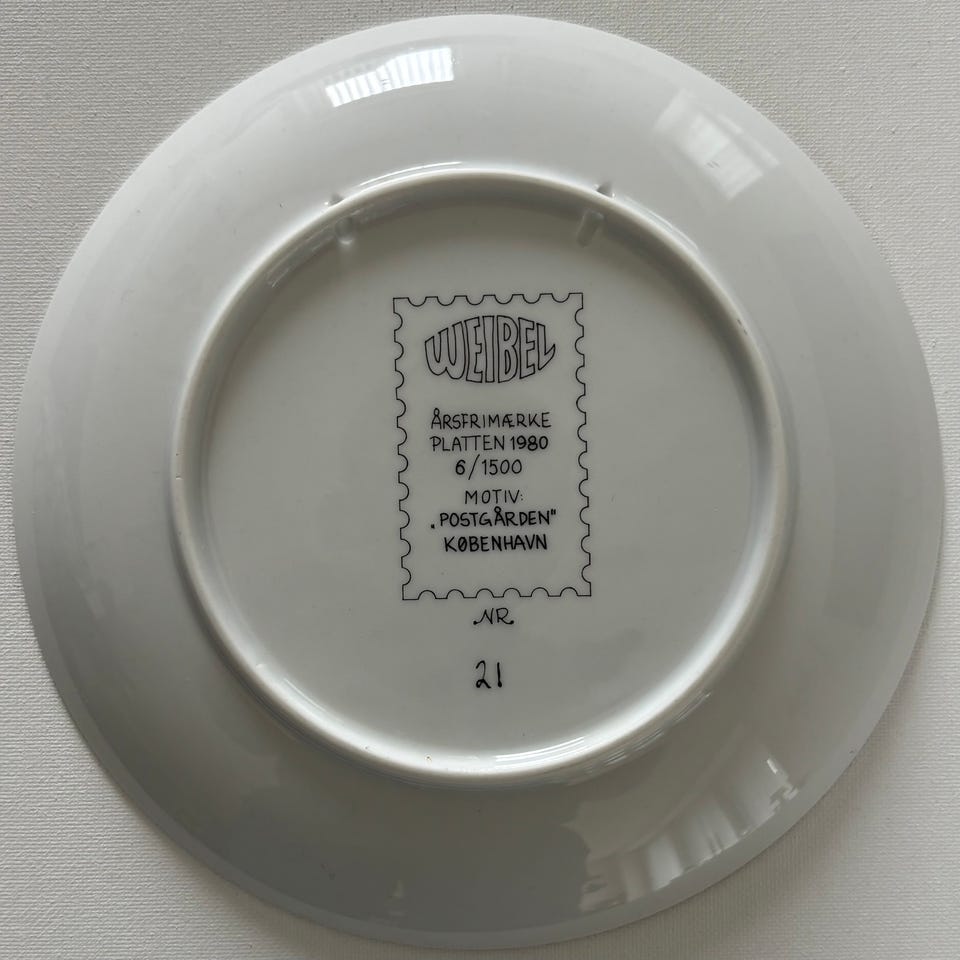 WEIBEL
ÅRSFRIMÆRKE
PLATTEN 1980
6/1500
MOTIV:
„POSTGÅRDEN"
KØBENHAVN
NR.
21